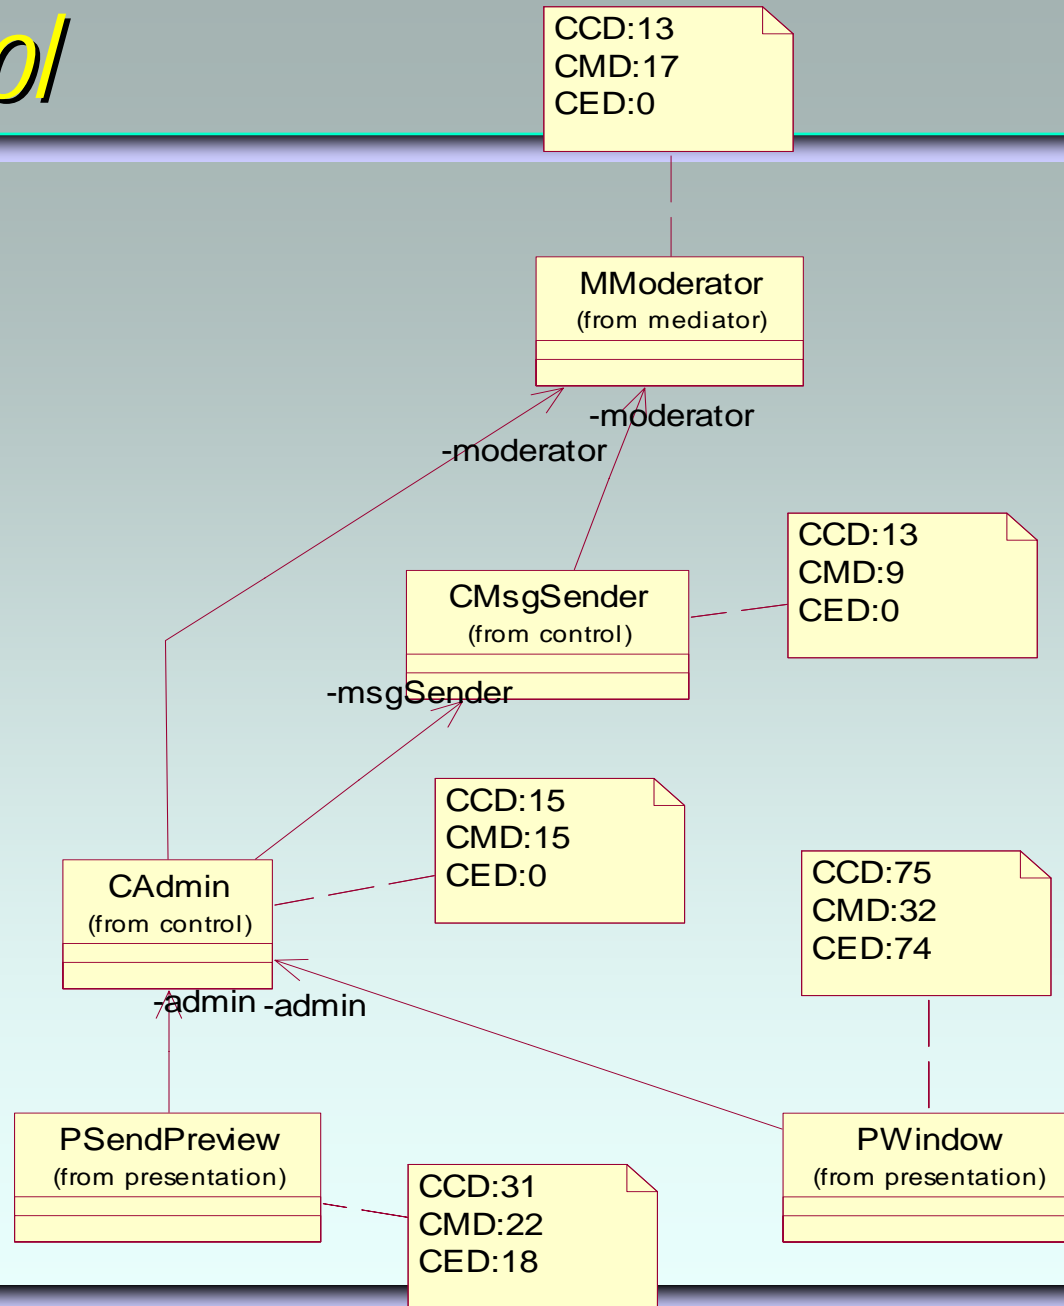 ol
CCD:13
CMD:17
CED:0
MModerator
(from mediator)
-moderator
-moderator
CCD:13
CMD:9
CED:0
CMsgSender
(from control)
-msgSender
CCD:15
CMD:15
CED:0
CAdmin
(from control)
CCD:75
CMD:32
CED:74
-admin
-admin
PSendPreview
(from presentation)
PWindow
(from presentation)
CCD:31
CMD:22
CED:18